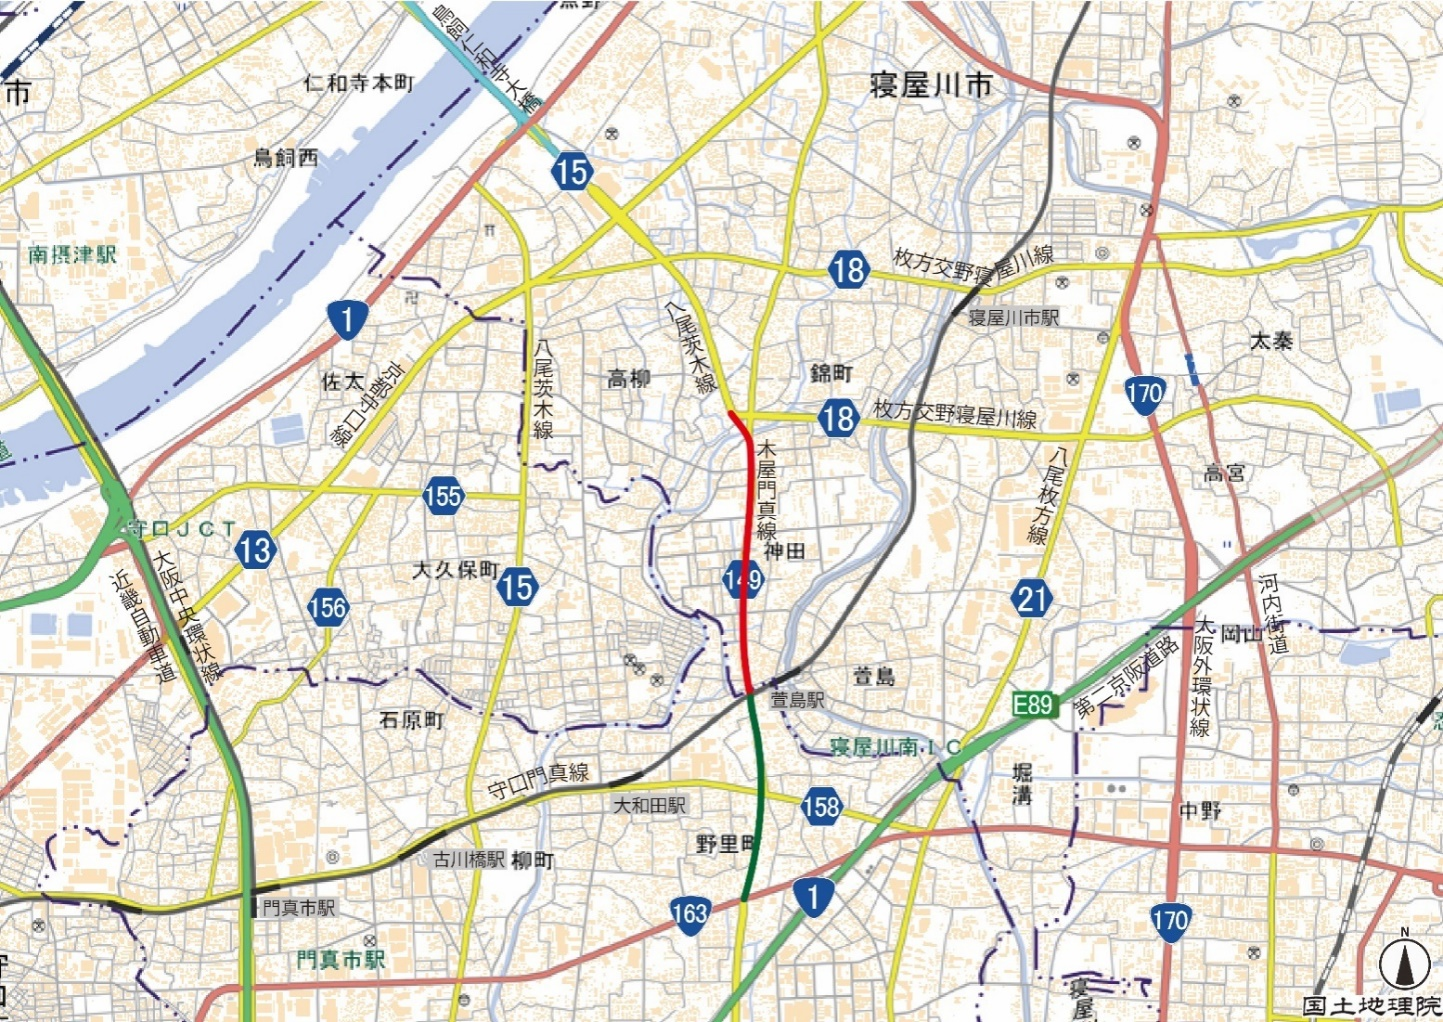 鳥飼仁和寺大橋
仁和寺本町
寝屋川市
市
鳥飼西
15
南摂津駅
18
枚方交野寝屋川線
1
八尾茨木線
寝屋川市駅
太秦
八尾茨木線
佐太
京都守口線
高柳
錦町
170
18
枚方交野寝屋川線
木屋門真線
八尾枚方線
高宮
155
守口JCT
13
神田
大阪中央環状線
近畿自動車道
大久保町
15
149
156
21
河内街道
大阪外環状線
岡山
萱島
萱島駅
E89
第二京阪道路
石原町
寝屋川南IC
守口門真線
堀溝
大和田駅
158
中野
野里町
古川橋駅
柳町
門真市駅
163
1
170
門真市駅
N
国土地理院